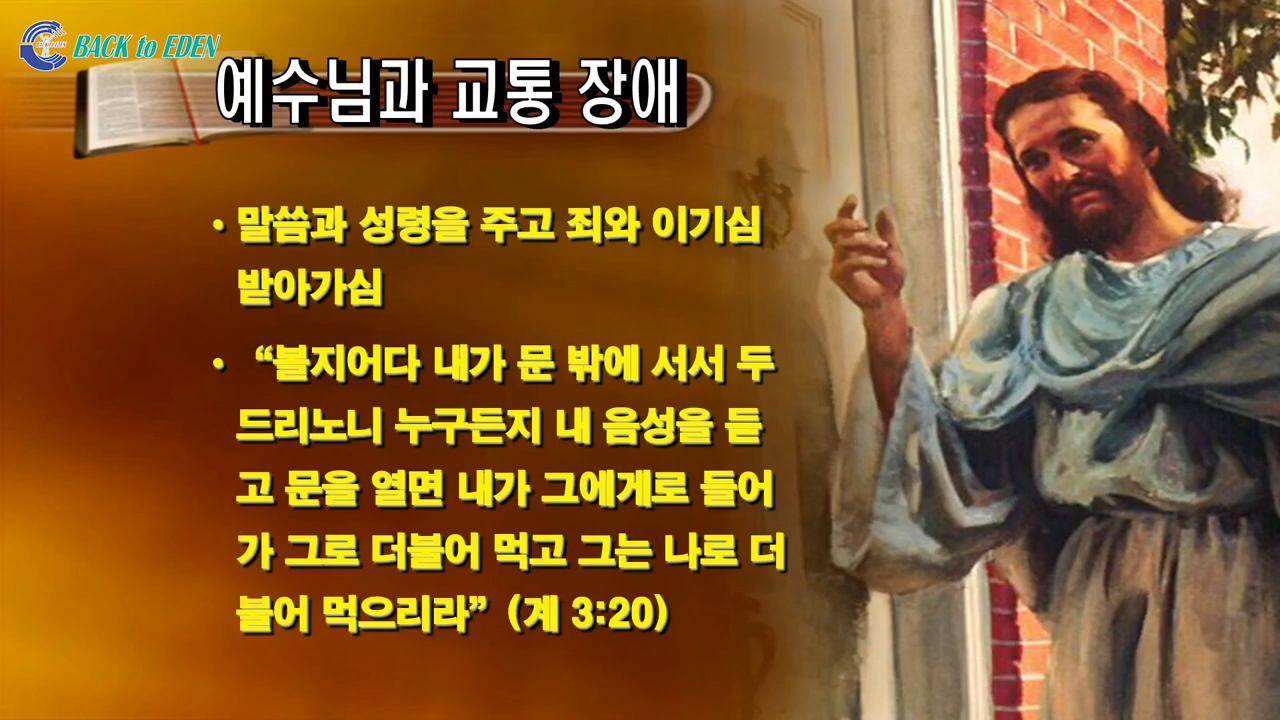 BACK to EDEN
예수님과 교통 장애
• 말씀과 성령을 주고 죄와 이기심
받아가심
• “볼지어다 내가 문 밖에 서서 두
드리노니 누구든지 내 음성을 듣
고 문을 열면 내가 그에게로 들어
가 그로 더불어 먹고 그는 나로 더
불어 먹으리라” (계 3:20)